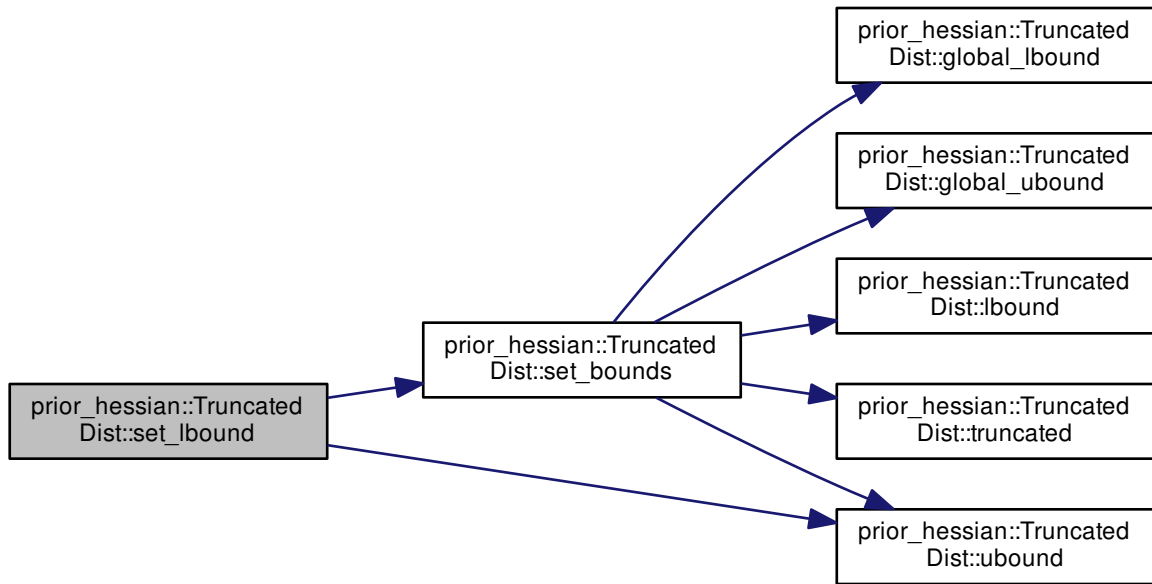 prior_hessian::Truncated
Dist::global_lbound
prior_hessian::Truncated
Dist::global_ubound
prior_hessian::Truncated
Dist::lbound
prior_hessian::Truncated
Dist::set_bounds
prior_hessian::Truncated
Dist::set_lbound
prior_hessian::Truncated
Dist::truncated
prior_hessian::Truncated
Dist::ubound